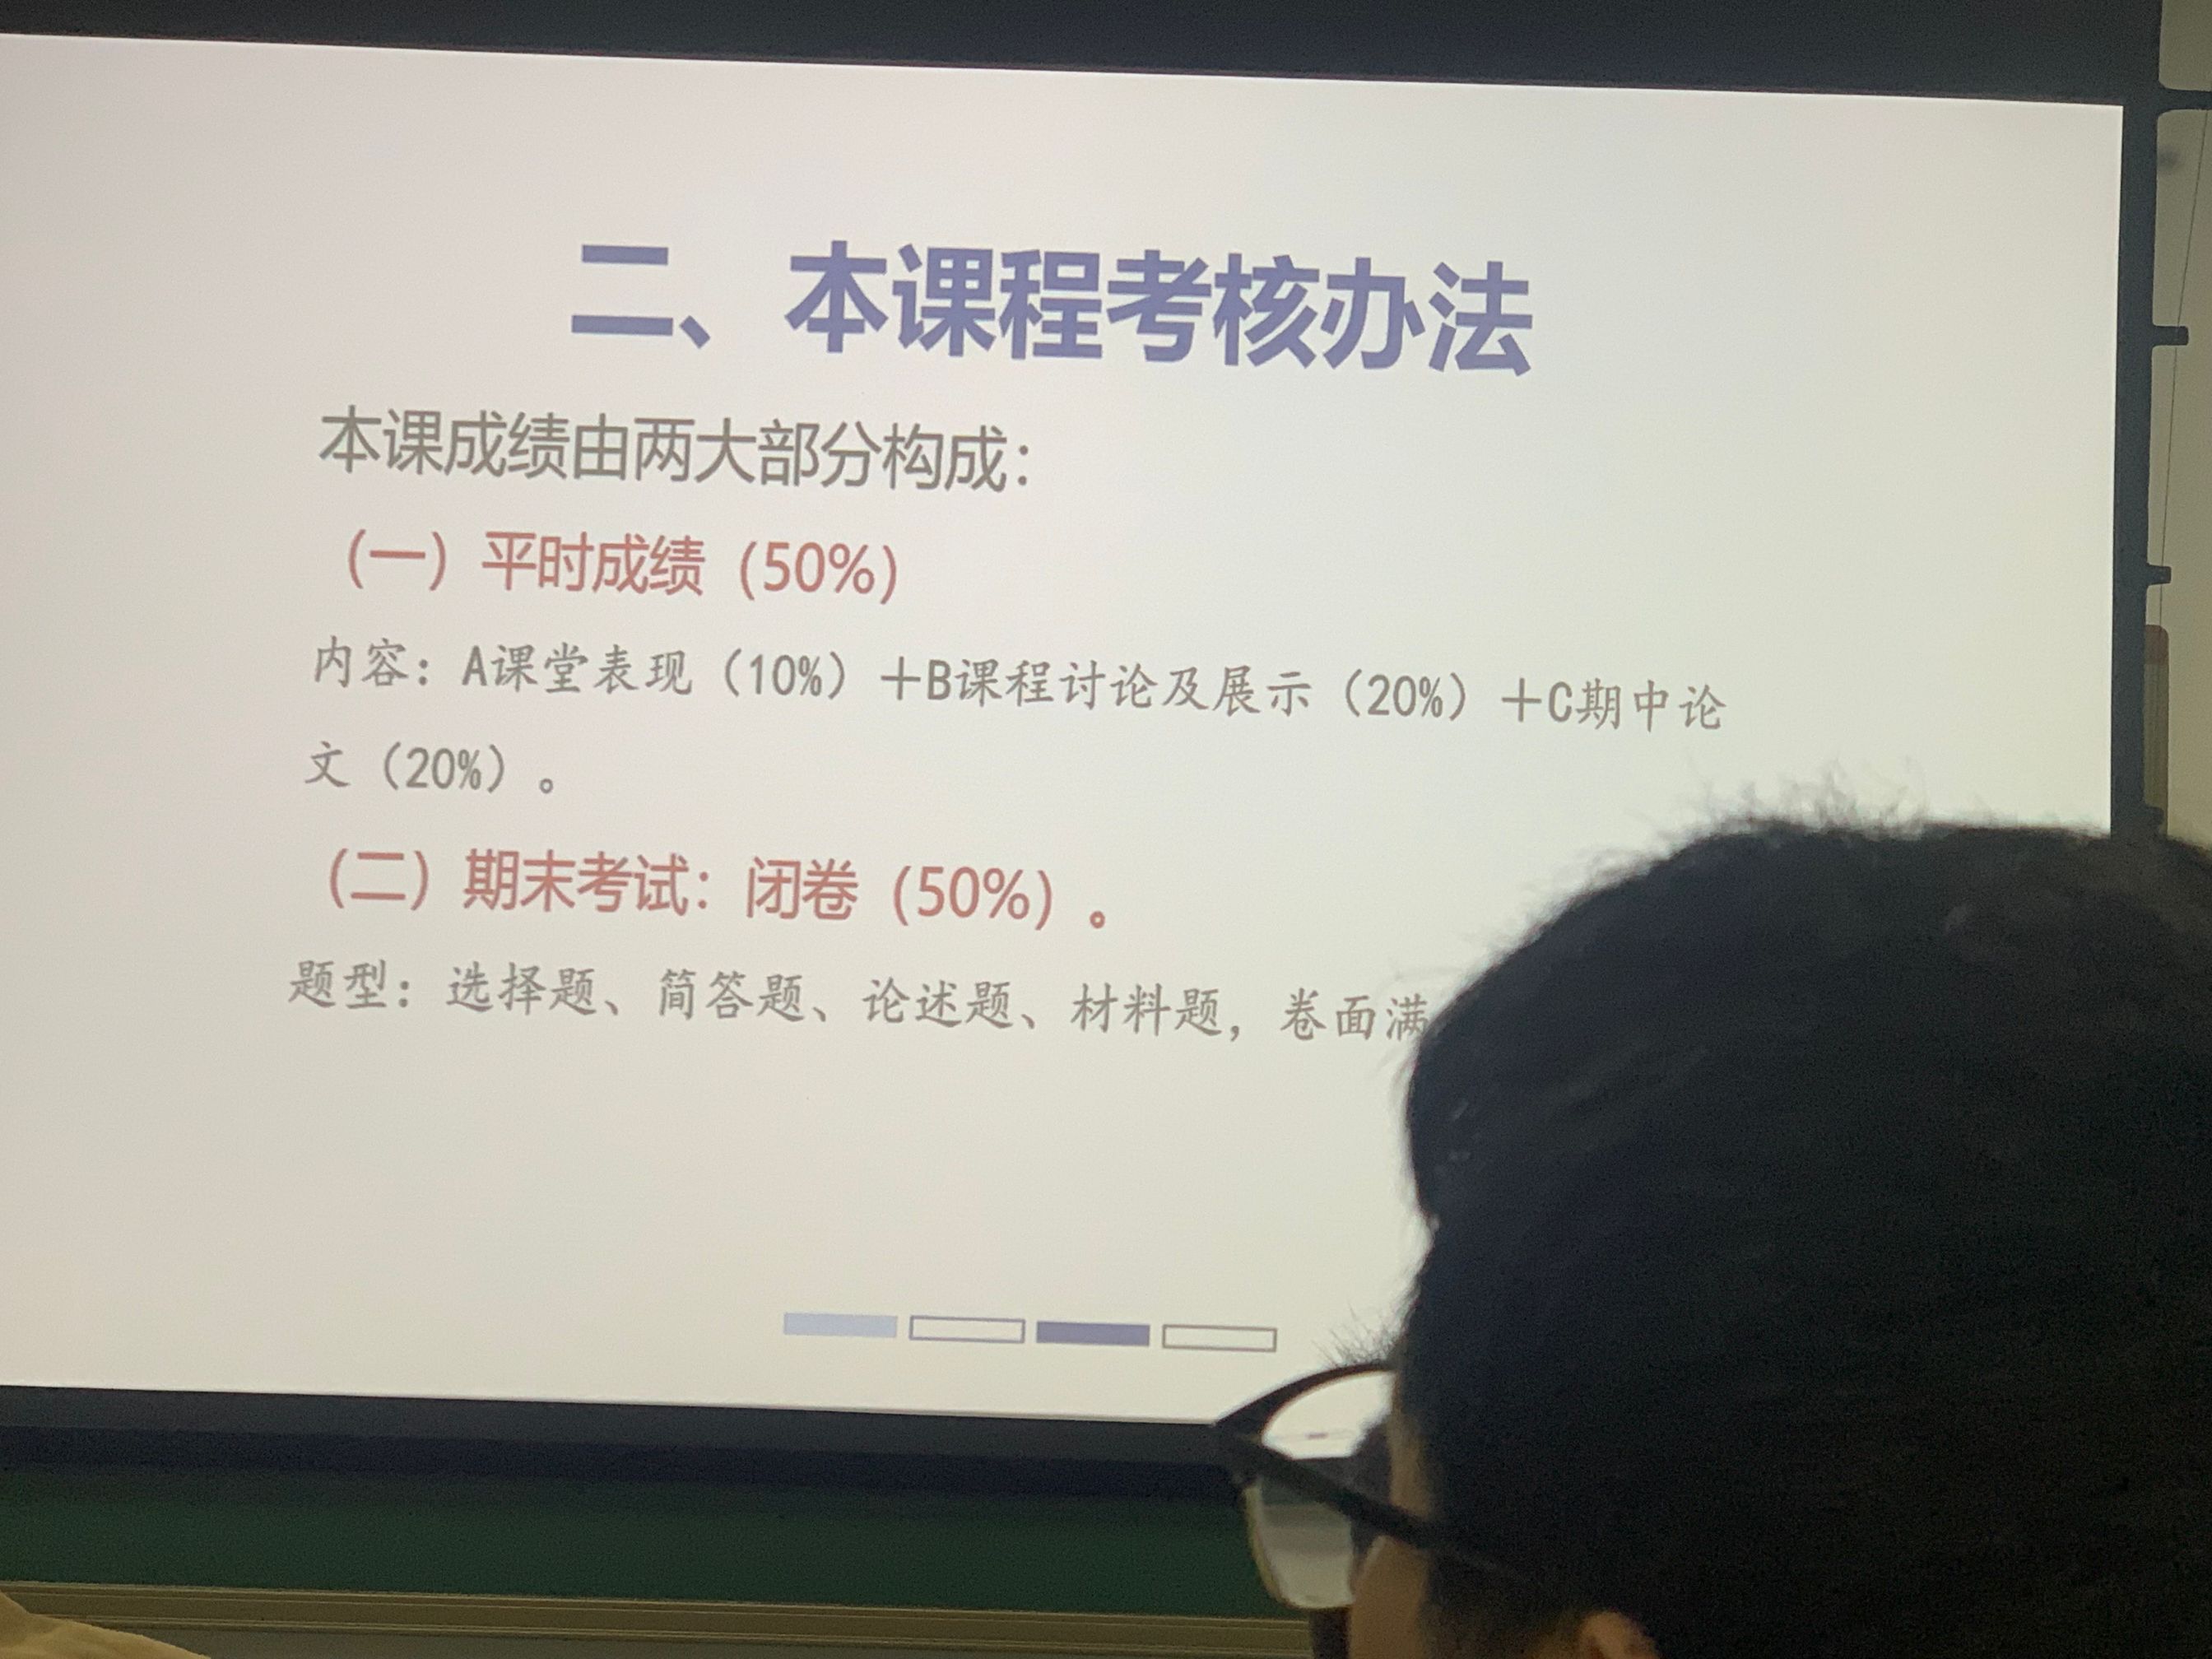 二、本课程考核办法
本课成绩由两大部分构成：
（一）平时成绩（50%）
内容：A课堂表现（10%）＋B课程讨论及展示（20%）＋C期中论
文（20%）。
（二）期末考试：闭卷（50%）。
题型：选择题、简答题、论述题、材料题，卷面满